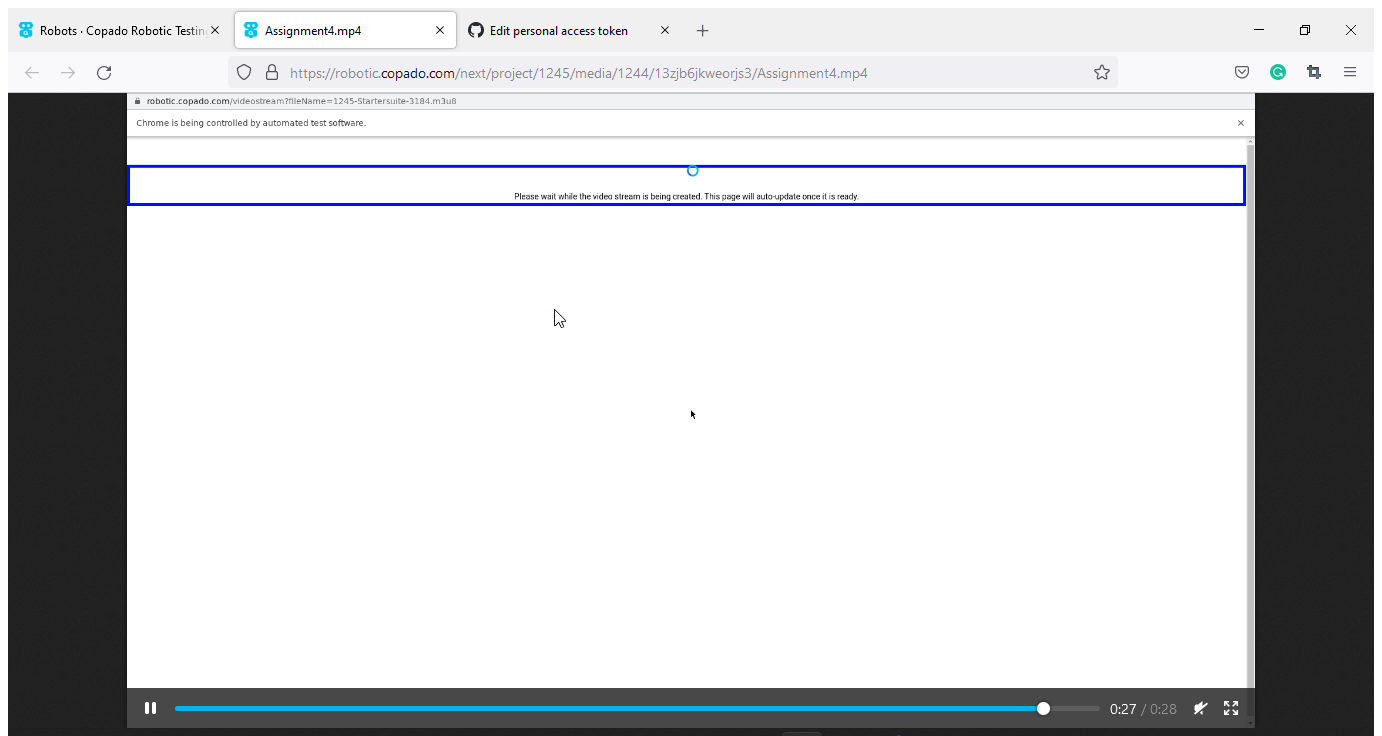 Robots · Copado Robotic Testin
Assignment4.mp4
Edit personal access token
https://robotic.copado.com/next/project/1245/media/1244/13zjb6jkweorjs3/Assignment4.mp4
robotic.copado.com/videostream?fileName=1245-Startersuite-3184.m3u8
Chrome is being controlled by automated test software.
Please wait while the video stream is being created. This page will auto-update once it is ready.
0:27 / 0:28